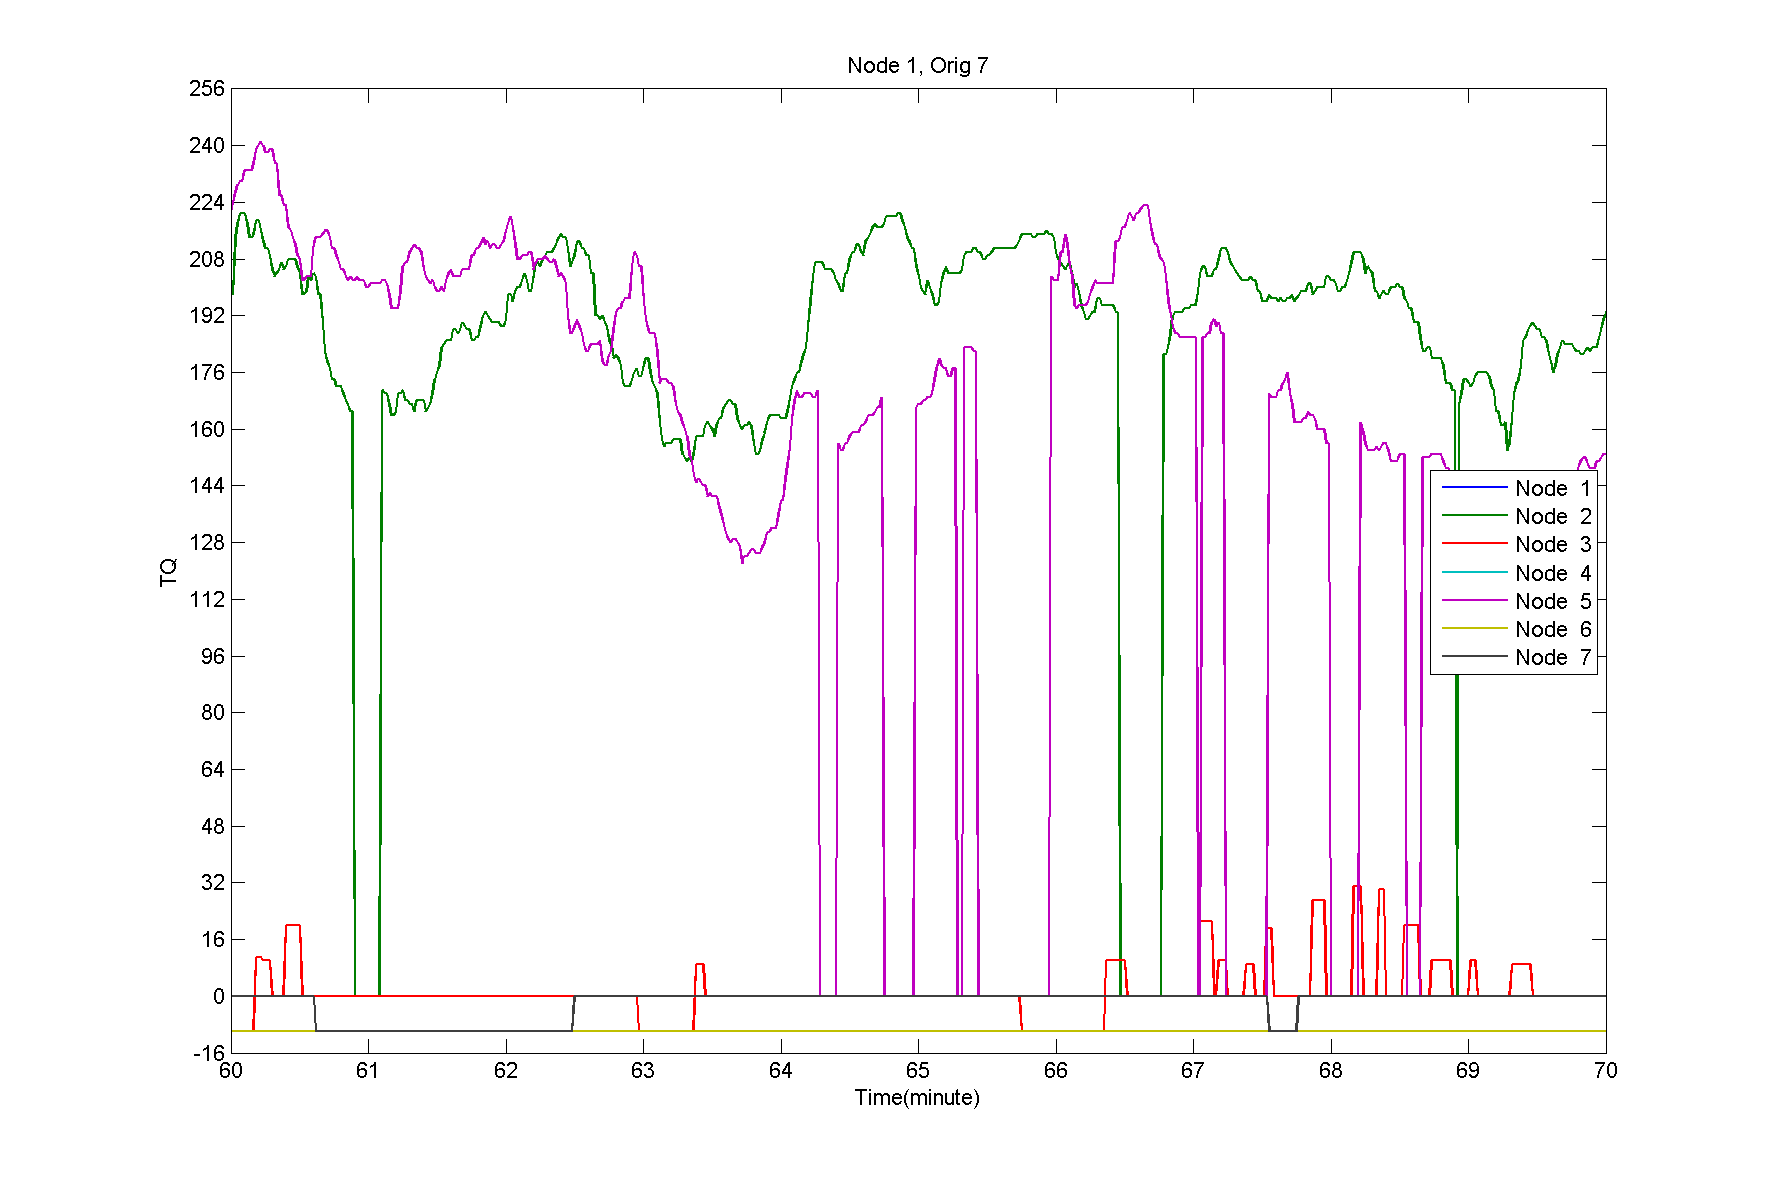 Node 1, Orig 7
256
240
224
208
192
176
160
144
128
112
96
80
64
48
32
16
0
-16
TQ
60 61 62 63 64 65 66 67 68 69 70
Time(minute)
Node 1
Node 2
Node 3
Node 4
Node 5
Node 6
Node 7